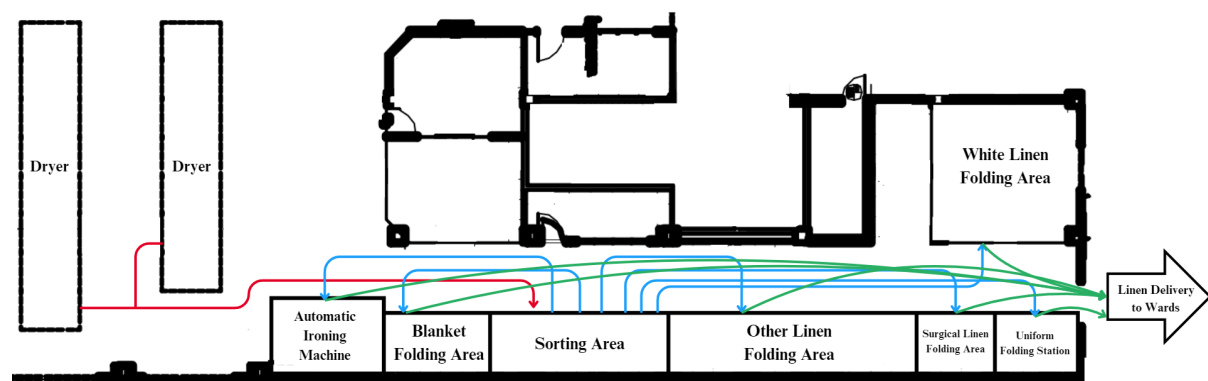 Dryer
Dryer
White Linen
Folding Area
Linen Delivery
to Wards
Automatic
Ironing
Machine
Blanket
Folding Area
Sorting Area
Other Linen
Folding Area
Surgical Linen
Folding Area
Uniform
Folding Station